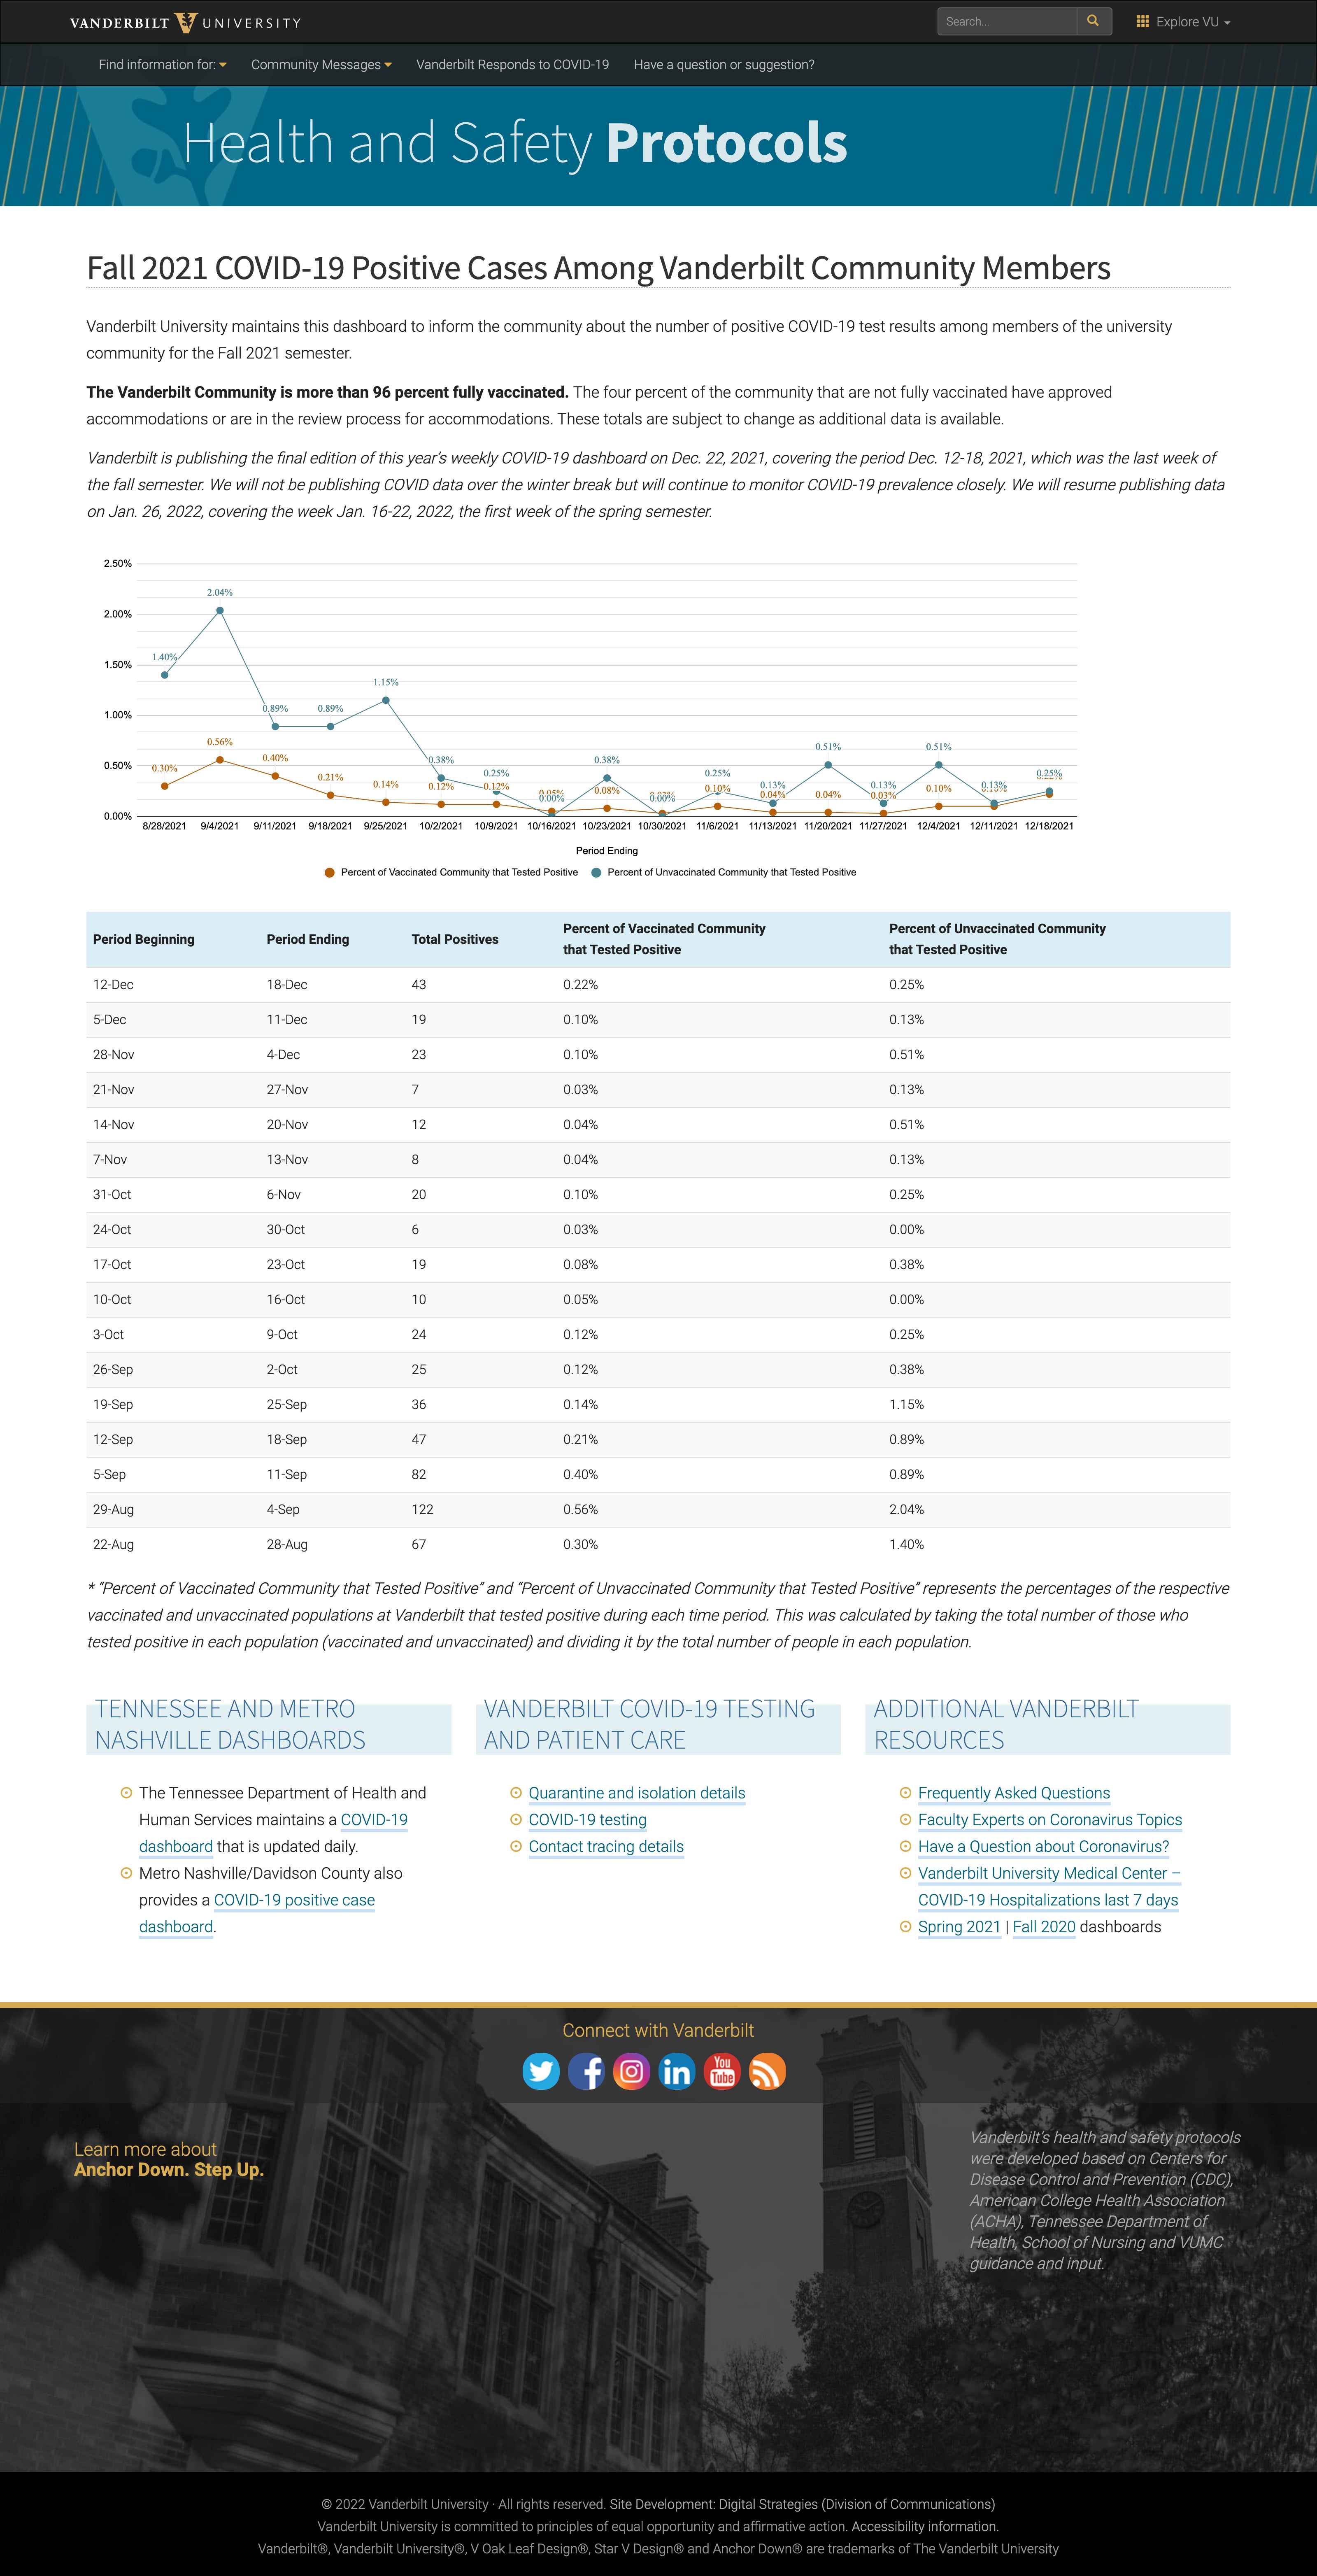 VANDERBILT UNIVERSITY
Search...
Explore VU
Find information for: Community Messages Vanderbilt Responds to COVID-19 Have a question or suggestion?
Health and Safety Protocols
Fall 2021 COVID-19 Positive Cases Among Vanderbilt Community Members
Vanderbilt University maintains this dashboard to inform the community about the number of positive COVID-19 test results among members of the university
community for the Fall 2021 semester.
The Vanderbilt Community is more than 96 percent fully vaccinated. The four percent of the community that are not fully vaccinated have approved
accommodations or are in the review process for accommodations. These totals are subject to change as additional data is available.
Vanderbilt is publishing the final edition of this year's weekly COVID-19 dashboard on Dec. 22, 2021, covering the period Dec. 12-18, 2021, which was the last week of
the fall semester. We will not be publishing COVID data over the winter break but will continue to monitor COVID-19 prevalence closely. We will resume publishing data
on Jan. 26, 2022, covering the week Jan. 16-22, 2022, the first week of the spring semester.
2.50%
2.04%
2.00%
1.40% 1.50%
1.15%
1.00%
0.89% 0.89%
0.56% 0.40%
0.51% 0.51%
0.50%
0.38% 0.38%
0.30% 0.21% 0.14% 0.12% 0.25% 0.12% 0.05% 0.00% 0.08% 0.03% 0.00% 0.25% 0.10% 0.13% 0.04% 0.04% 0.13% 0.03% 0.10% 0.13% 0.10% 0.25% 0.22%
0.00%
8/28/2021 9/4/2021 9/11/2021 9/18/2021 9/25/2021 10/2/2021 10/9/2021 10/16/2021 10/23/2021 10/30/2021 11/6/2021 11/13/2021 11/20/2021 11/27/2021 12/4/2021 12/11/2021 12/18/2021
Period Ending
Percent of Vaccinated Community that Tested Positive Percent of Unvaccinated Community that Tested Positive
Period Beginning Period Ending Total Positives Percent of Vaccinated Community that Tested Positive Percent of Unvaccinated Community that Tested Positive
12-Dec 18-Dec 43 0.22% 0.25%
5-Dec 11-Dec 19 0.10% 0.13%
28-Nov 4-Dec 23 0.10% 0.51%
21-Nov 27-Nov 7 0.03% 0.13%
14-Nov 20-Nov 12 0.04% 0.51%
7-Nov 13-Nov 8 0.04% 0.13%
31-Oct 6-Nov 20 0.10% 0.25%
24-Oct 30-Oct 6 0.03% 0.00%
17-Oct 23-Oct 19 0.08% 0.38%
10-Oct 16-Oct 10 0.05% 0.00%
3-Oct 9-Oct 24 0.12% 0.25%
26-Sep 2-Oct 25 0.12% 0.38%
19-Sep 25-Sep 36 0.14% 1.15%
12-Sep 18-Sep 47 0.21% 0.89%
5-Sep 11-Sep 82 0.40% 0.89%
29-Aug 4-Sep 122 0.56% 2.04%
22-Aug 28-Aug 67 0.30% 1.40%
* "Percent of Vaccinated Community that Tested Positive" and "Percent of Unvaccinated Community that Tested Positive" represents the percentages of the respective
vaccinated and unvaccinated populations at Vanderbilt that tested positive during each time period. This was calculated by taking the total number of those who
tested positive in each population (vaccinated and unvaccinated) and dividing it by the total number of people in each population.
TENNESSEE AND METRO
NASHVILLE DASHBOARDS
The Tennessee Department of Health and
Human Services maintains a COVID-19
dashboard that is updated daily.
Metro Nashville/Davidson County also
provides a COVID-19 positive case
dashboard.
VANDERBILT COVID-19 TESTING
AND PATIENT CARE
Quarantine and isolation details
COVID-19 testing
Contact tracing details
ADDITIONAL VANDERBILT
RESOURCES
Frequently Asked Questions
Faculty Experts on Coronavirus Topics
Have a Question about Coronavirus?
Vanderbilt University Medical Center –
COVID-19 Hospitalizations last 7 days
Spring 2021 | Fall 2020 dashboards
Connect with Vanderbilt
You
Tube
Learn more about
Anchor Down. Step Up.
Vanderbilt's health and safety protocols
were developed based on Centers for
Disease Control and Prevention (CDC),
American College Health Association
(ACHA), Tennessee Department of
Health, School of Nursing and VUMC
guidance and input.
© 2022 Vanderbilt University · All rights reserved. Site Development: Digital Strategies (Division of Communications)
Vanderbilt University is committed to principles of equal opportunity and affirmative action. Accessibility information.
Vanderbilt®, Vanderbilt University®, V Oak Leaf Design®, Star V Design® and Anchor Down® are trademarks of The Vanderbilt University